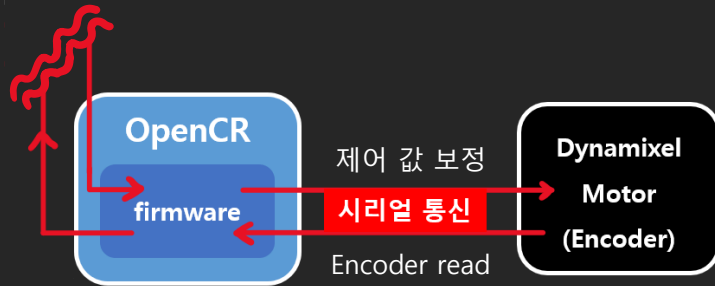 OpenCR
firmware
제어 값 보정
시리얼 통신
Encoder read
Dynamixel
Motor
(Encoder)